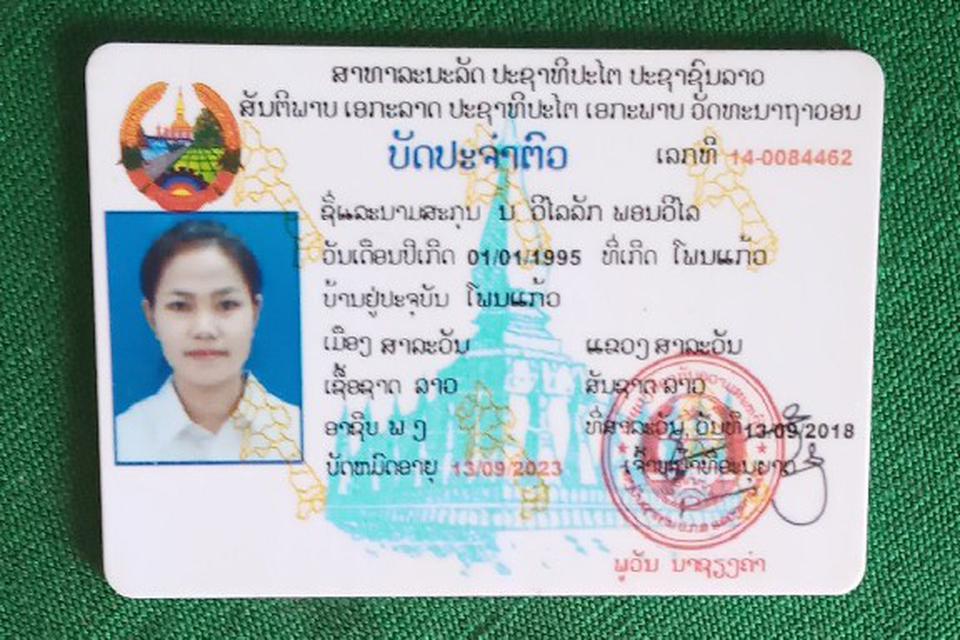 ສາທາລະນະລັດ ປະຊາທິປະໄຕ ປະຊາຊົນລາວ
ສັນຕິພາບ ເອກະລາດ ປະຊາທິປະໄຕ ເອກະພາບ ວັດທະນາຖາວອນ
ບັດປະຈຳຕົວ ເລກທີ 14-0084462
ຊື່ແລະນາມສະກຸນ ນ ວິໄລລັກ ພອນວິໄລ
ວັນເດືອນປີເກີດ 01/01/1995 ທີ່ເກີດ ໂພນແກ້ວ
ບ້ານຢູ່ປະຈຸບັນ ໂພນແກ້ວ
ເມືອງ ສາລະວັນ ແຂວງ ສາລະວັນ
ເຊື້ອຊາດ ລາວ ສັນຊາດ ລາວ
ອາຊີບ ພ ງ ທີ່ສາລະວັນ, ວັນທີ 13/09/2018
ບັດຫມົດອາຍຸ 13/09/2023
ພູວັນ ນາຊຽງຄຳ